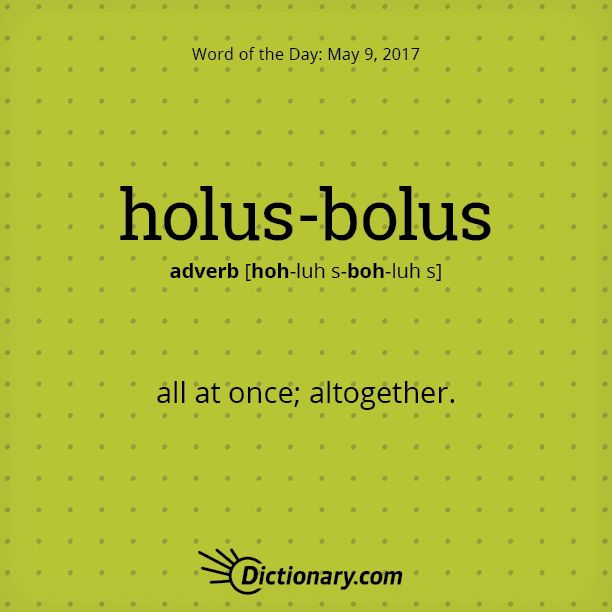 Word of the Day: May 9, 2017
holus-bolus
adverb [hoh-luh s-boh-luh s]
all at once; altogether.
Dictionary.com